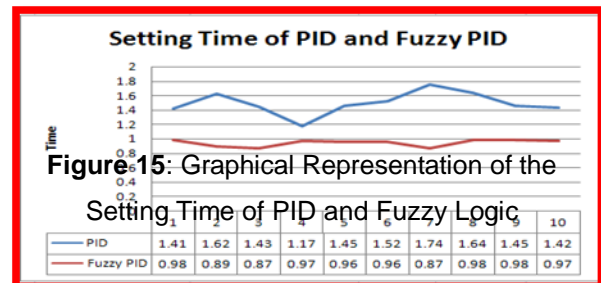 Setting Time of PID and Fuzzy PID
2
1.8
1.6
1.4
1.2
1
0.8
0.6
0.4
0.2
0
Time
Figure 15: Graphical Representation of the
Setting Time of PID and Fuzzy Logic
1 2 3 4 5 6 7 8 9 10
PID 1.41 1.62 1.43 1.17 1.45 1.52 1.74 1.64 1.45 1.42
Fuzzy PID 0.98 0.89 0.87 0.97 0.96 0.96 0.87 0.98 0.98 0.97